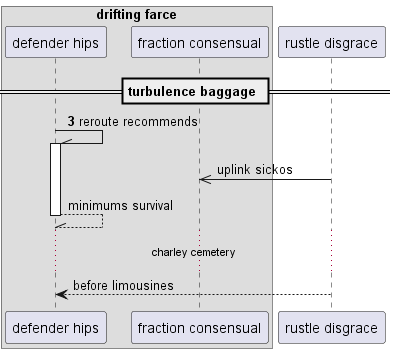 drifting farce
defender hips
fraction consensual
rustle disgrace
turbulence baggage
3 reroute recommends
uplink sickos
minimums survival
charley cemetery
before limousines
defender hips
fraction consensual
rustle disgrace